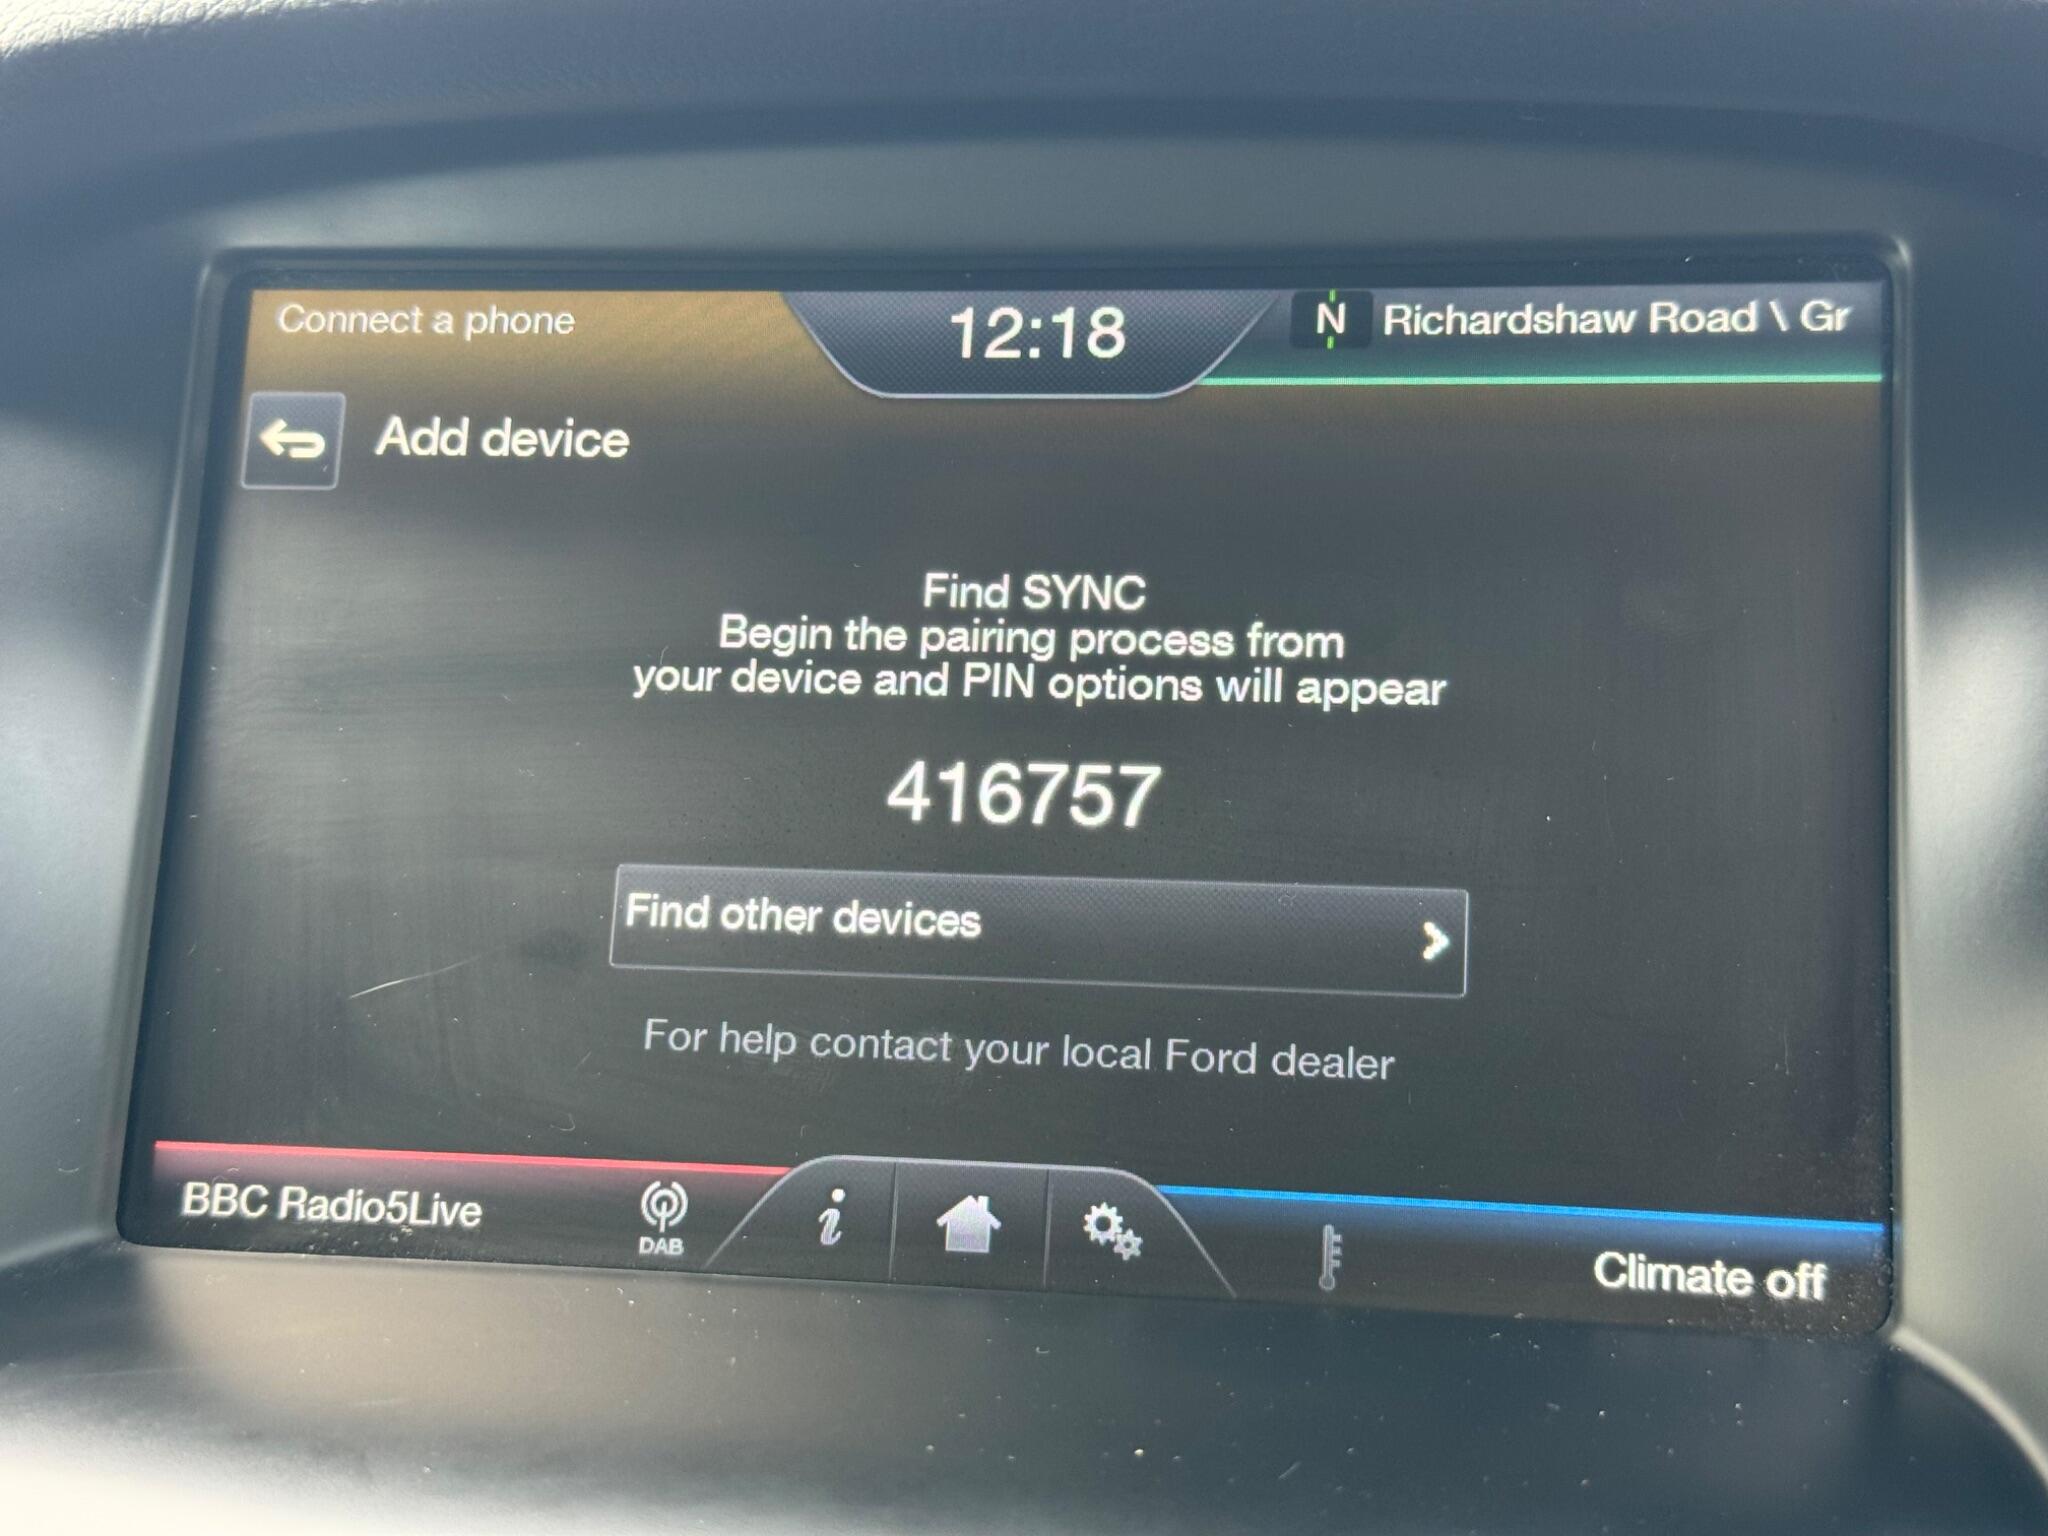 Connect a phone
12:18
N Richardshaw Road \ Gr
Add device
Find SYNC
Begin the pairing process from
your device and PIN options will appear
416757
Find other devices
For help contact your local Ford dealer
BBC Radio5Live
DAB
i
Climate off